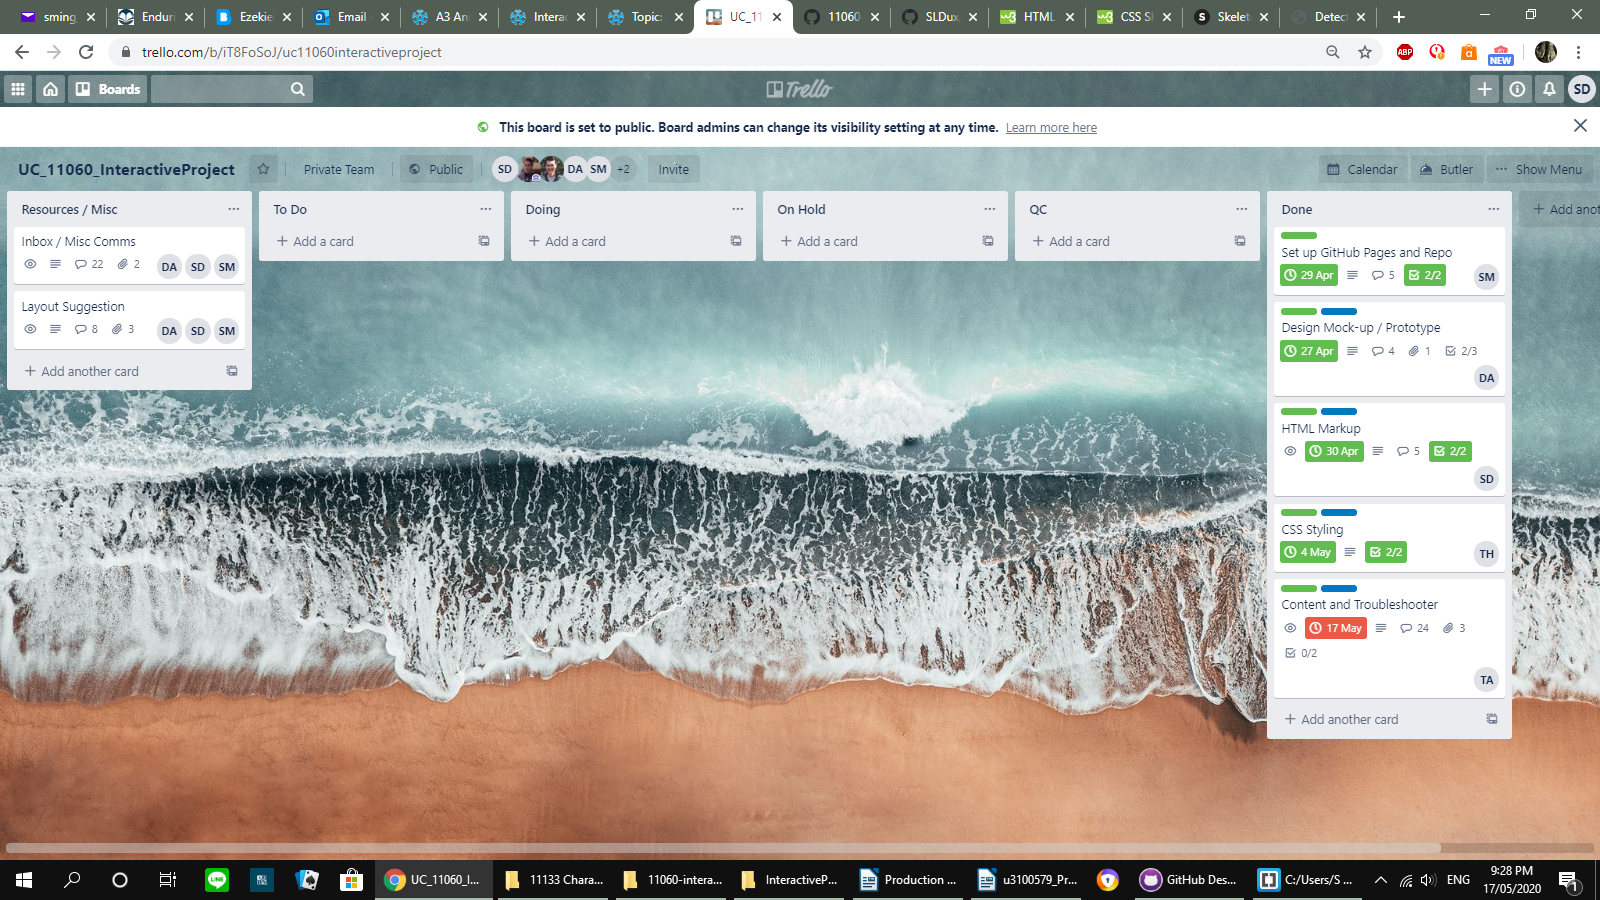 sming
Enduri
Ezekie
Email
A3 An
Interac
Topic:
UC_11
11060
SLDux
HTML
CSS S
Skelet
Detect
trello.com/b/iT8FoSoJ/uc11060interactiveproject
ABP
NEW
Boards
Trello
SD
This board is set to public. Board admins can change its visibility setting at any time. Learn more here
UC_11060_InteractiveProject
Private Team
Public
SD
DA
SM
+2
Invite
Calendar
Butler
Show Menu
Resources / Misc
Inbox / Misc Comms
22 2 DA SD SM
Layout Suggestion
8 3 DA SD SM
Add another card
To Do
Add a card
Doing
Add a card
On Hold
Add a card
QC
Add a card
Done
Set up GitHub Pages and Repo
29 Apr 5 2/2 SM
Design Mock-up / Prototype
27 Apr 4 1 2/3
DA
HTML Markup
30 Apr 5 2/2
SD
CSS Styling
4 May 2/2 TH
Content and Troubleshooter
17 May 24 3
0/2
TA
Add another card
Add anot
UC_11060_I...
11133 Chara...
11060-intera...
InteractiveP...
Production ...
u3100579_Pr...
GitHub Des...
C:/Users/S ...
ENG
9:28 PM
17/05/2020
1